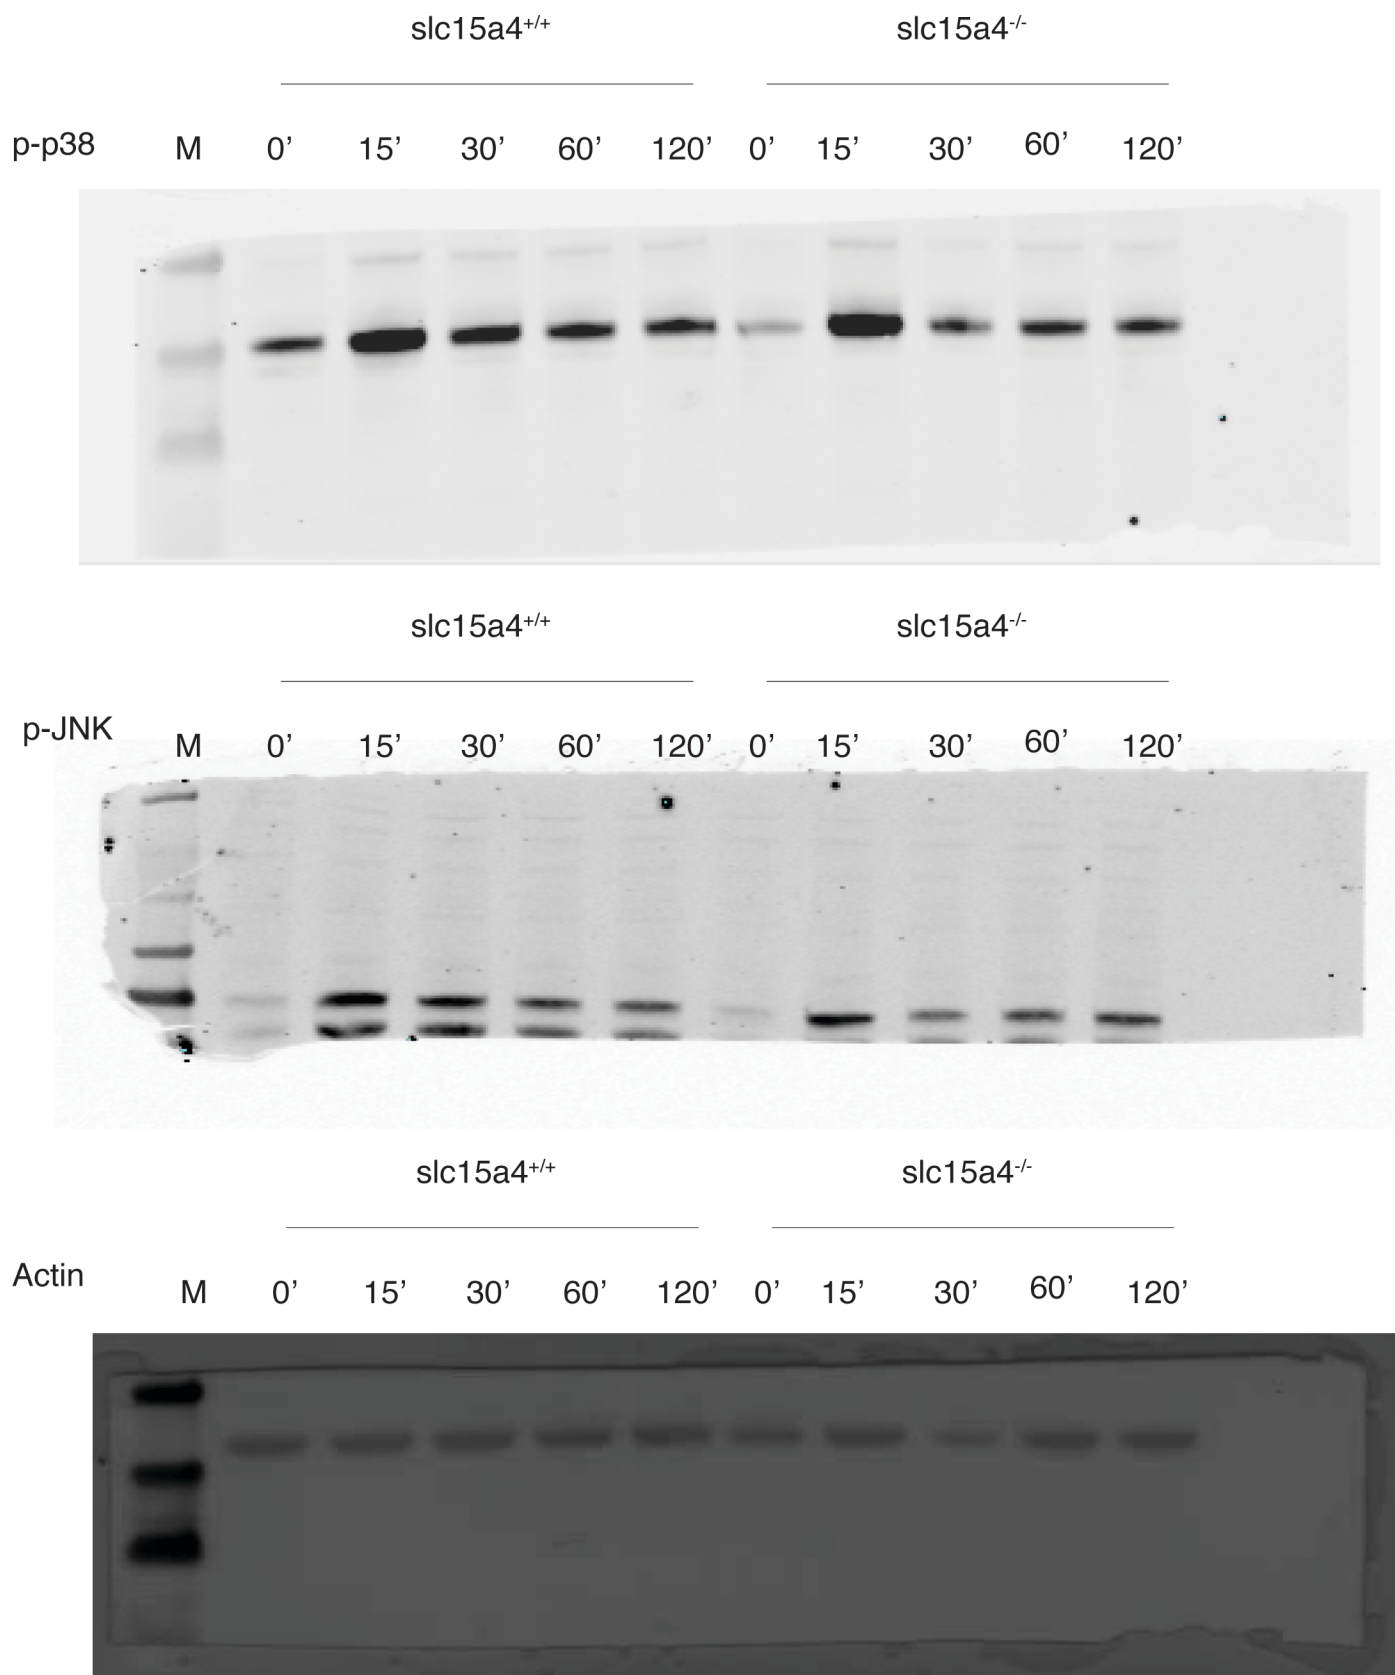 slc15a4+/+ slc15a4-/-
p-p38 M 0’ 15’ 30’ 60’ 120’ 0’ 15’ 30’ 60’ 120’
slc15a4+/+ slc15a4-/-
p-JNK M 0’ 15’ 30’ 60’ 120’ 0’ 15’ 30’ 60’ 120’
slc15a4+/+ slc15a4-/-
Actin M 0’ 15’ 30’ 60’ 120’ 0’ 15’ 30’ 60’ 120’